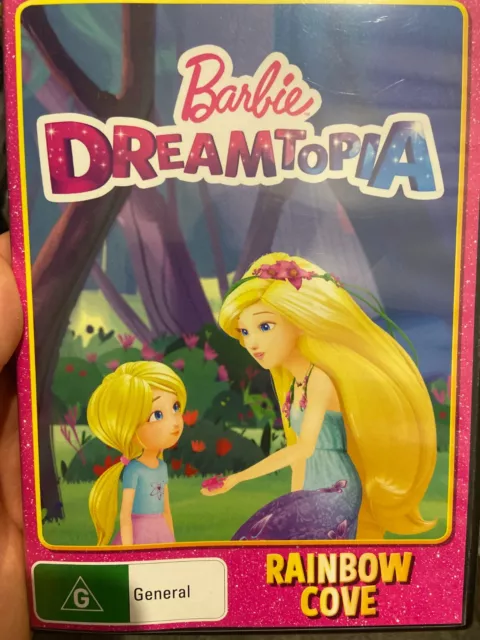 Barbie
DREAMTOPIA
G
General
RAINBOW
COVE